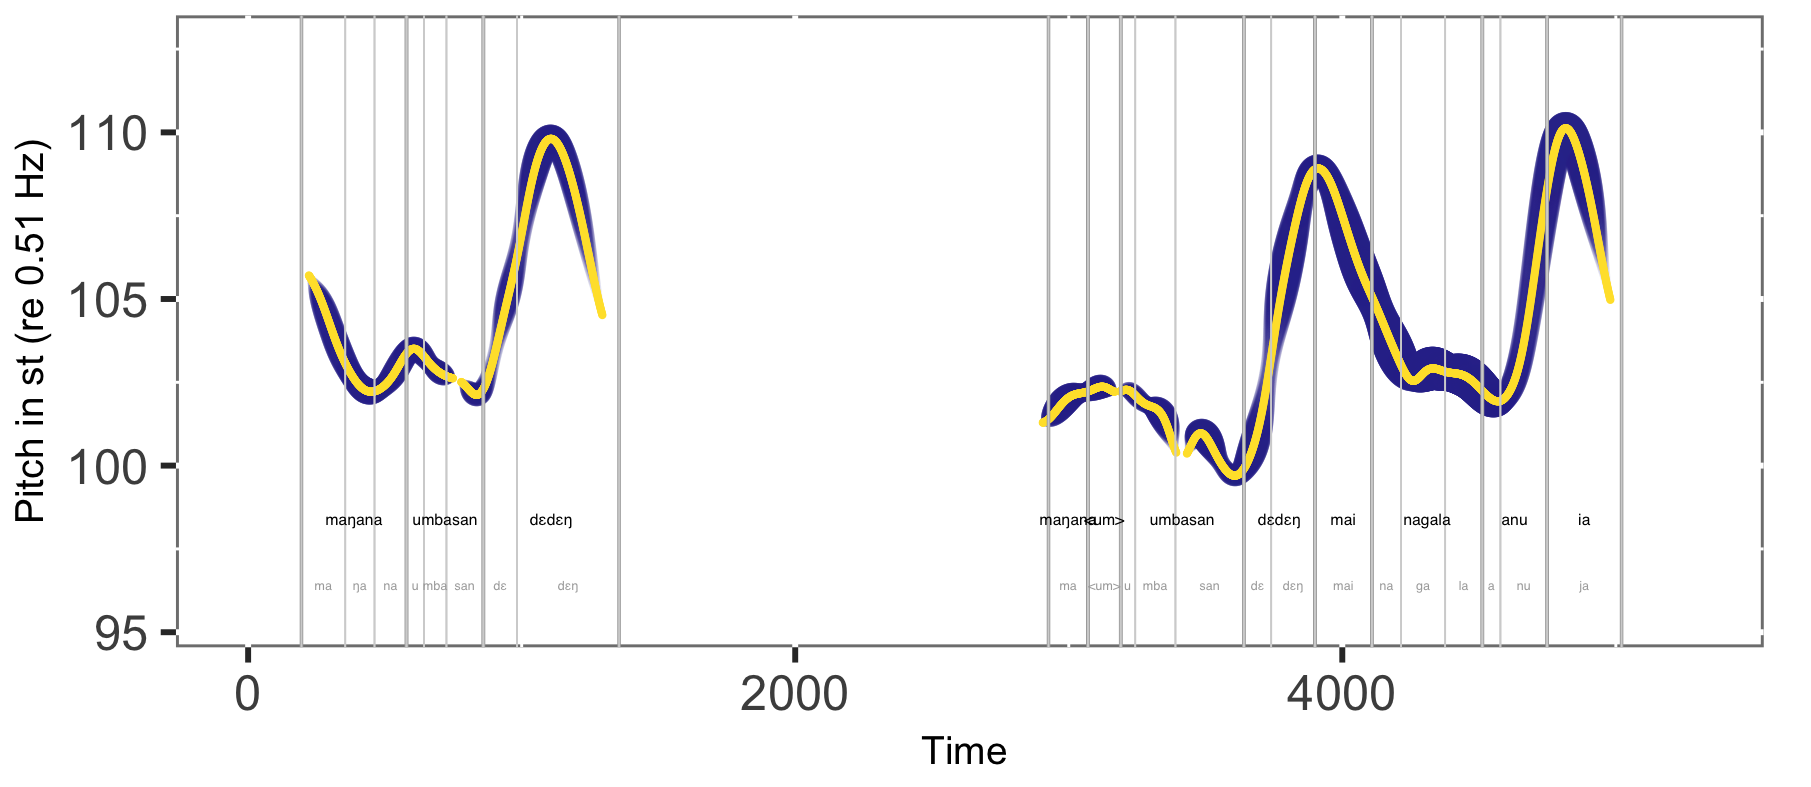 Pitch in st (re 0.51 Hz)
110
105
100
95
maŋana umbasan dɛdɛŋ maŋana <um> umbasan dɛdɛŋ mai nagala anu ia
ma ŋa na u mba san dɛ dɛŋ ma <um> u mba san dɛ dɛŋ mai na ga la a nu ja
0 2000 4000
Time